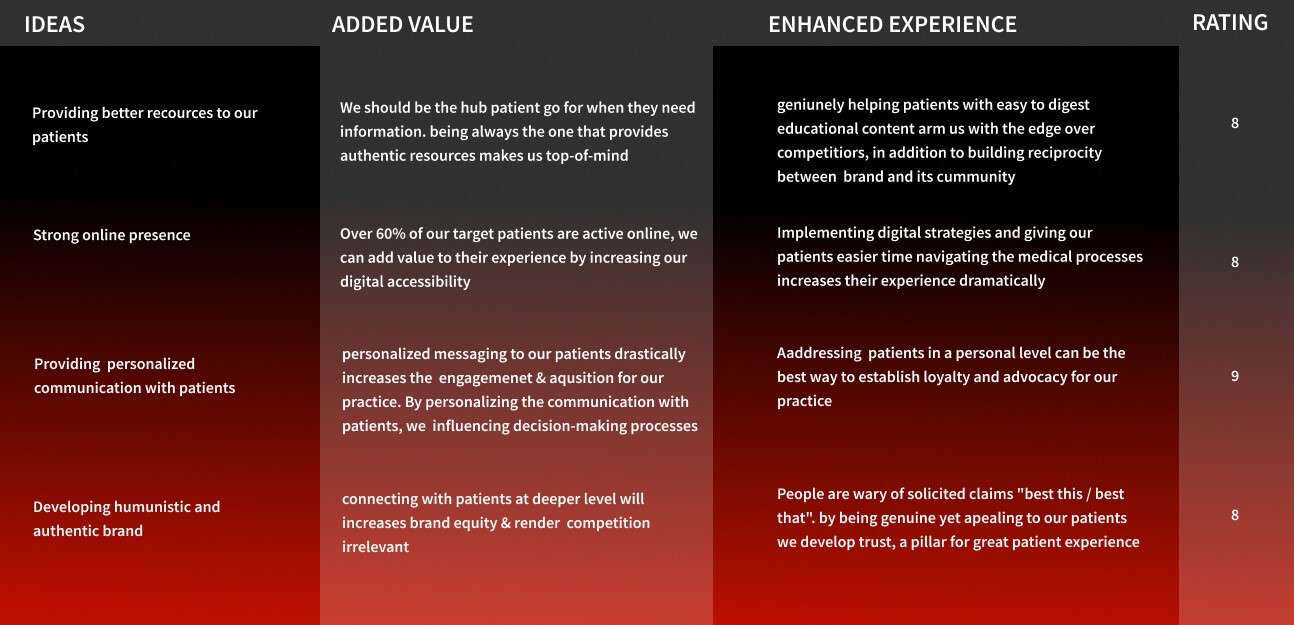 IDEAS ADDED VALUE ENHANCED EXPERIENCE RATING
Providing better recources to our
patients
We should be the hub patient go for when they need
information. being always the one that provides
authentic resources makes us top-of-mind
geniunely helping patients with easy to digest
educational content arm us with the edge over
competitiors, in addition to building reciprocity
between brand and its cummunity
8
Strong online presence
Over 60% of our target patients are active online, we
can add value to their experience by increasing our
digital accessibility
Implementing digital strategies and giving our
patients easier time navigating the medical processes
increases their experience dramatically
8
Providing personalized
communication with patients
personalized messaging to our patients drastically
increases the engagemenet & aqusition for our
practice. By personalizing the communication with
patients, we influencing decision-making processes
Aaddressing patients in a personal level can be the
best way to establish loyalty and advocacy for our
practice
9
Developing humunistic and
authentic brand
connecting with patients at deeper level will
increases brand equity & render competition
irrelevant
People are wary of solicited claims "best this / best
that". by being genuine yet apealing to our patients
we develop trust, a pillar for great patient experience
8